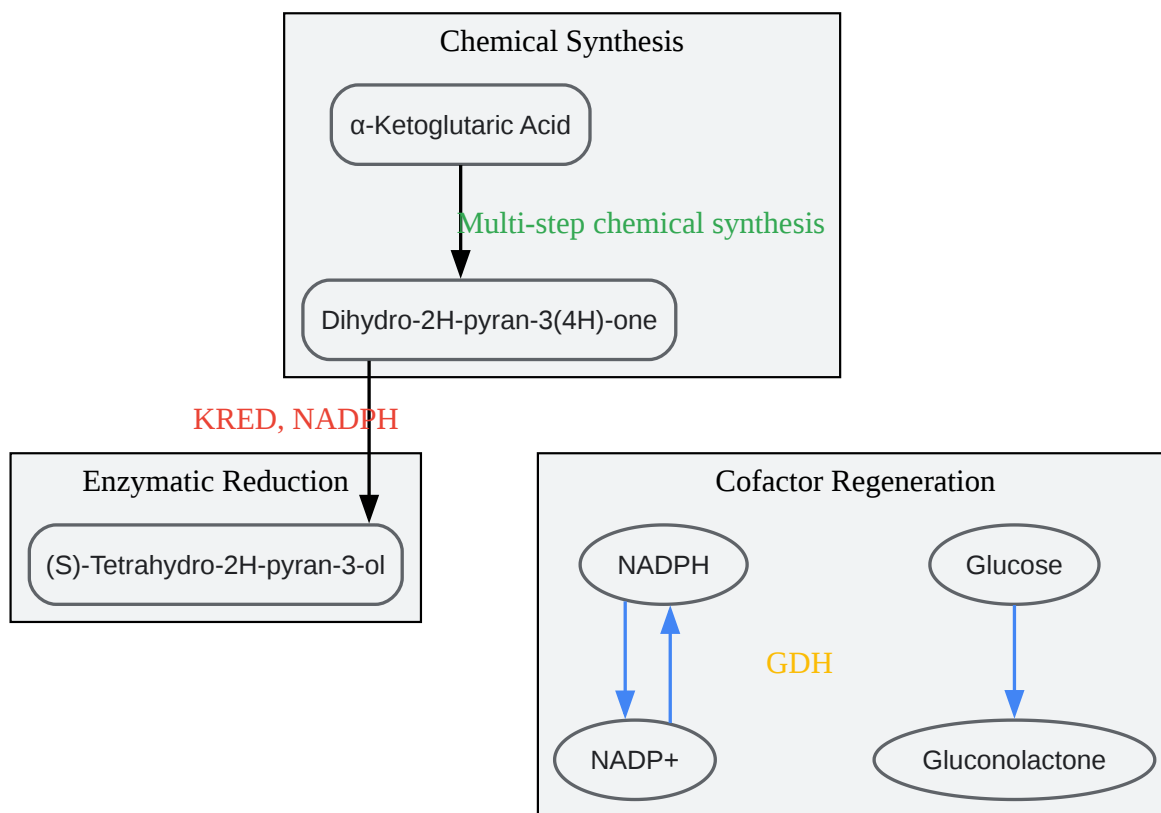 Chemical Synthesis
α-Ketoglutaric Acid
Multi-step chemical synthesis
Dihydro-2H-pyran-3(4H)-one
KRED, NADPH
Enzymatic Reduction
(S)-Tetrahydro-2H-pyran-3-ol
Cofactor Regeneration
NADPH
Glucose
GDH
NADP+
Gluconolactone